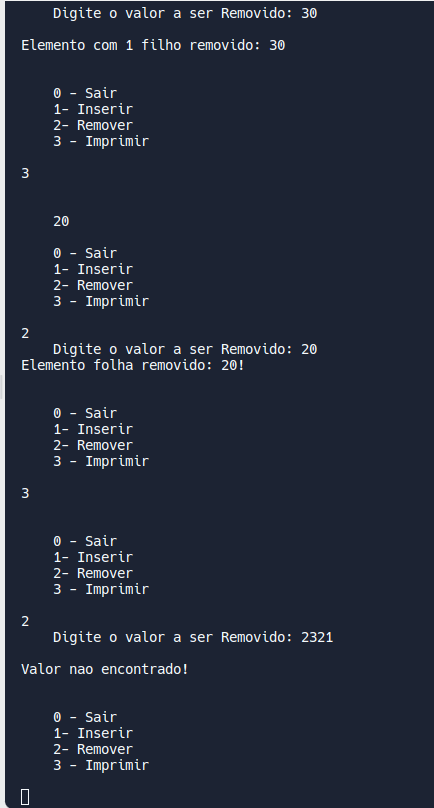 Digite o valor a ser Removido: 30
Elemento com 1 filho removido: 30
0 - Sair
1- Inserir
2- Remover
3 - Imprimir
3
20
0 - Sair
1- Inserir
2- Remover
3 - Imprimir
2
Digite o valor a ser Removido: 20
Elemento folha removido: 20!
0 - Sair
1- Inserir
2- Remover
3 - Imprimir
3
0 - Sair
1- Inserir
2- Remover
3 - Imprimir
2
Digite o valor a ser Removido: 2321
Valor nao encontrado!
0 - Sair
1- Inserir
2- Remover
3 - Imprimir